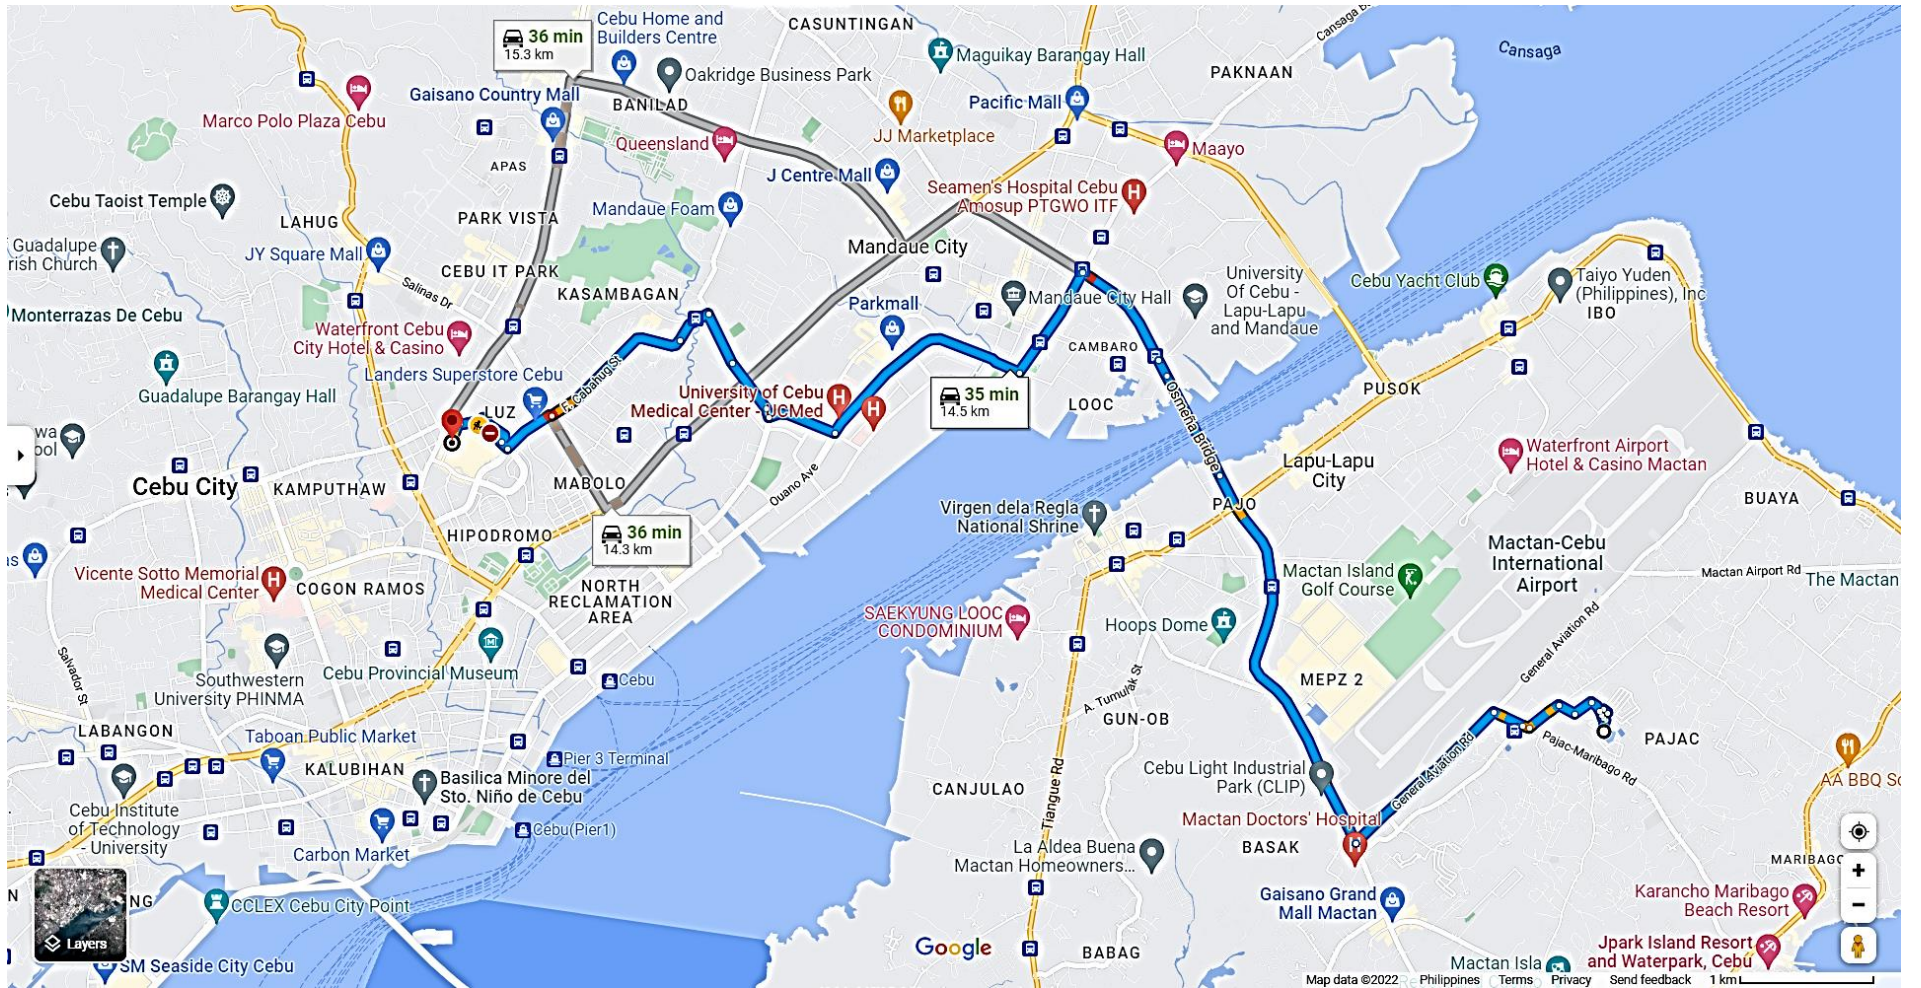 36 min
15.3 km
Cebu Home and
Builders Centre
CASUNTINGAN
Cansaga
Maguikay Barangay Hall
PAKNAAN
Oakridge Business Park
Gaisano Country Mall
BANILAD
Pacific Mall
Marco Polo Plaza Cebu
JJ Marketplace
Queensland
Maayo
APAS
J Centre Mall
Seamen's Hospital Cebu
Amosup PTGWO ITF
Cebu Taoist Temple
LAHUG
PARK VISTA
Mandaue Foam
Mandaue City
Guadalupe
rish Church
JY Square Mall
CEBU IT PARK
Salinas Dr
KASAMBAGAN
University
Of Cebu -
Lapu-Lapu
and Mandaue
Cebu Yacht Club
Taiyo Yuden
(Philippines), Inc
IBO
Mandaue City Hall
Parkmall
Monterrazas De Cebu
Waterfront Cebu
City Hotel & Casino
CAMBARO
Landers Superstore Cebu
F. Cabahug St
Guadalupe Barangay Hall
University of Cebu
Medical Center - UCMed
35 min
14.5 km
PUSOK
LUZ
LOOC
Osmeña Bridge
wa
ool
Waterfront Airport
Hotel & Casino Mactan
Lapu-Lapu
City
Cebu City
KAMPUTHAW
MABOLO
Ouano Ave
BUAYA
Virgen dela Regla
National Shrine
PAJO
HIPODROMO
36 min
14.3 km
as
Mactan-Cebu
International
Airport
Vicente Sotto Memorial
Medical Center
COGON RAMOS
NORTH
RECLAMATION
AREA
Mactan Island
Golf Course
Mactan Airport Rd
The Mactan
SAEKYUNG LOOC
CONDOMINIUM
Hoops Dome
General Aviation Rd
Salvador St
Southwestern
University PHINMA
Cebu Provincial Museum
Cebu
MEPZ 2
A. Tumulak St
GUN-OB
LABANGON
Taboan Public Market
Pajac-Maribago Rd
PAJAC
KALUBIHAN
Pier 3 Terminal
General Aviation Rd
Basilica Minore del
Sto. Niño de Cebu
Cebu Light Industrial
Park (CLIP)
CANJULAO
Tiangue Rd
AA BBQ
Cebu Institute
of Technology
- University
Cebu(Pier1)
Mactan Doctors' Hospital
BASAK
Carbon Market
La Aldea Buena
Mactan Homeowners...
MARIBAGO
Gaisano Grand
Mall Mactan
Karancho Maribago
Beach Resort
NG
CCLEX Cebu City Point
Layers
Google
BABAG
Jpark Island Resort
and Waterpark, Cebu
SM Seaside City Cebu
Mactan Isla
Map data ©2022 Philippines Terms Privacy Send feedback 1 km